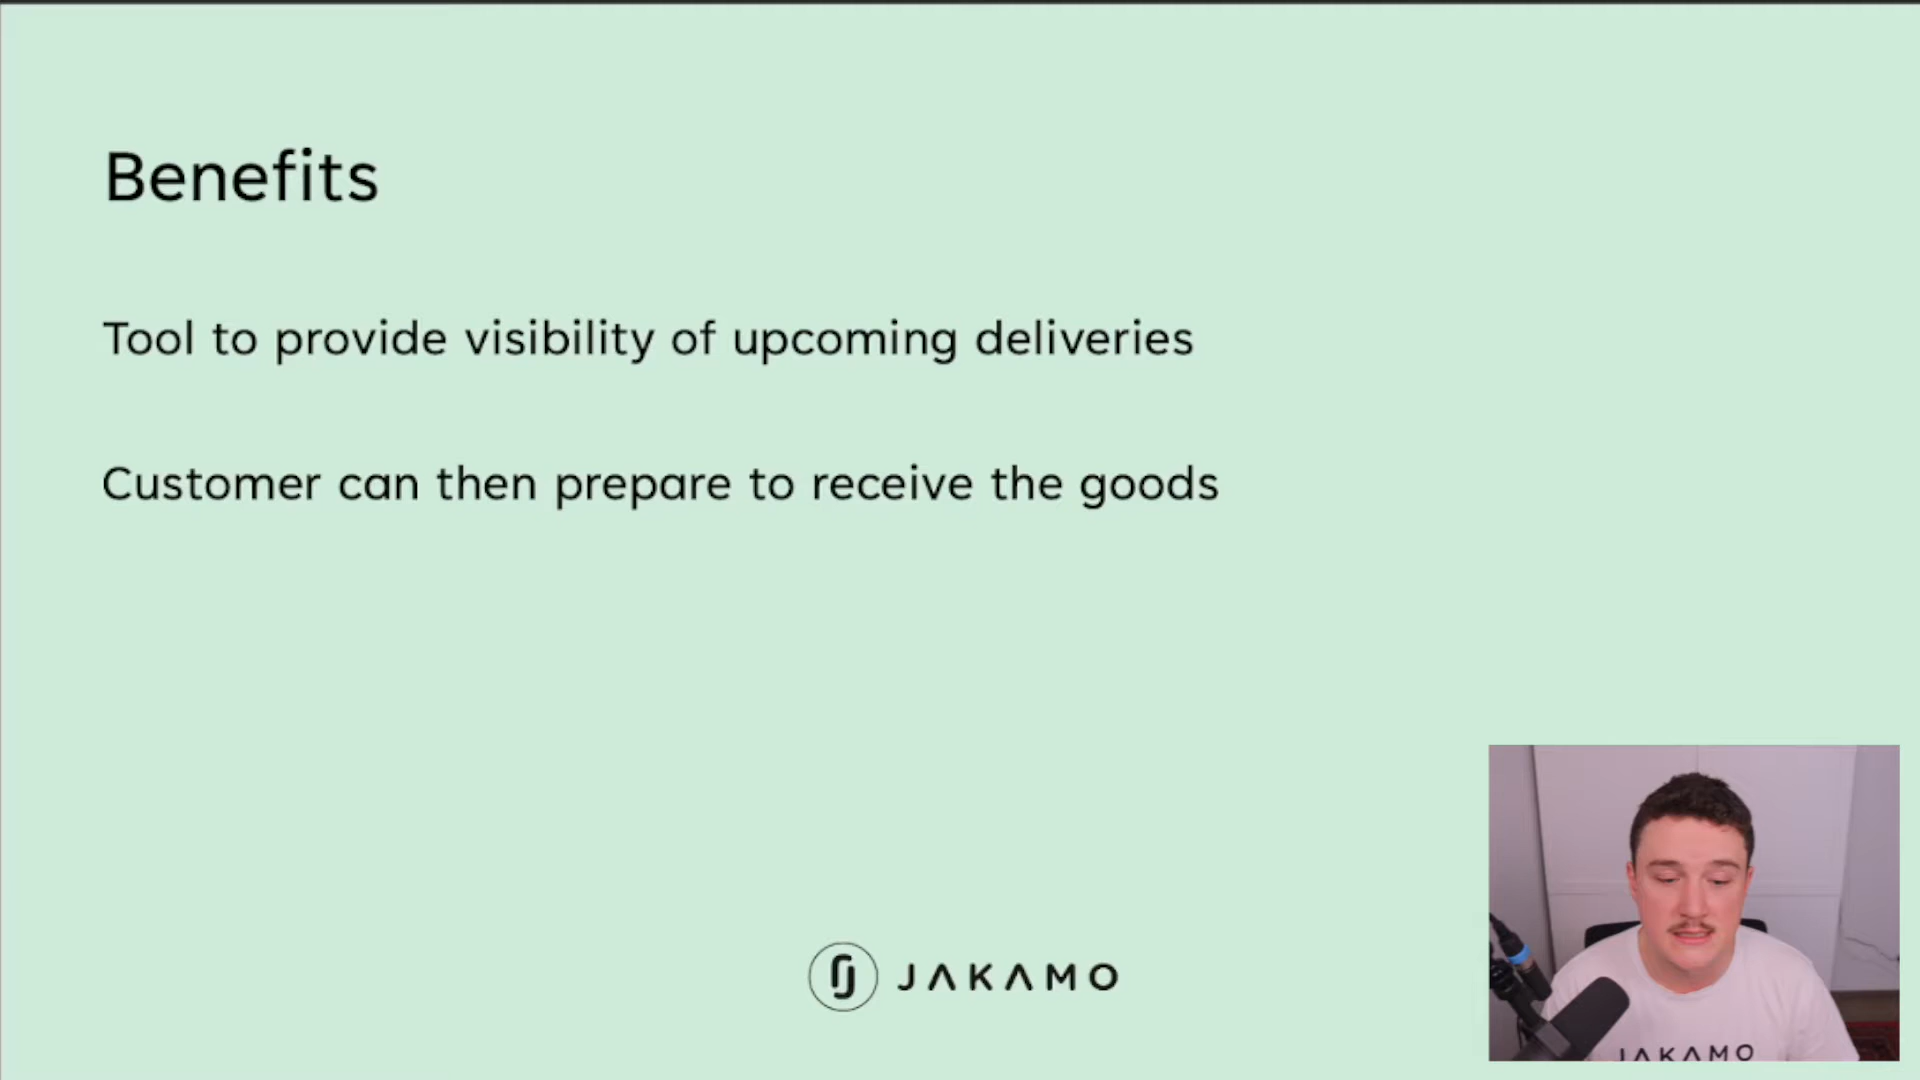 Benefits
Tool to provide visibility of upcoming deliveries
Customer can then prepare to receive the goods
JAKAMO
JAKAMO